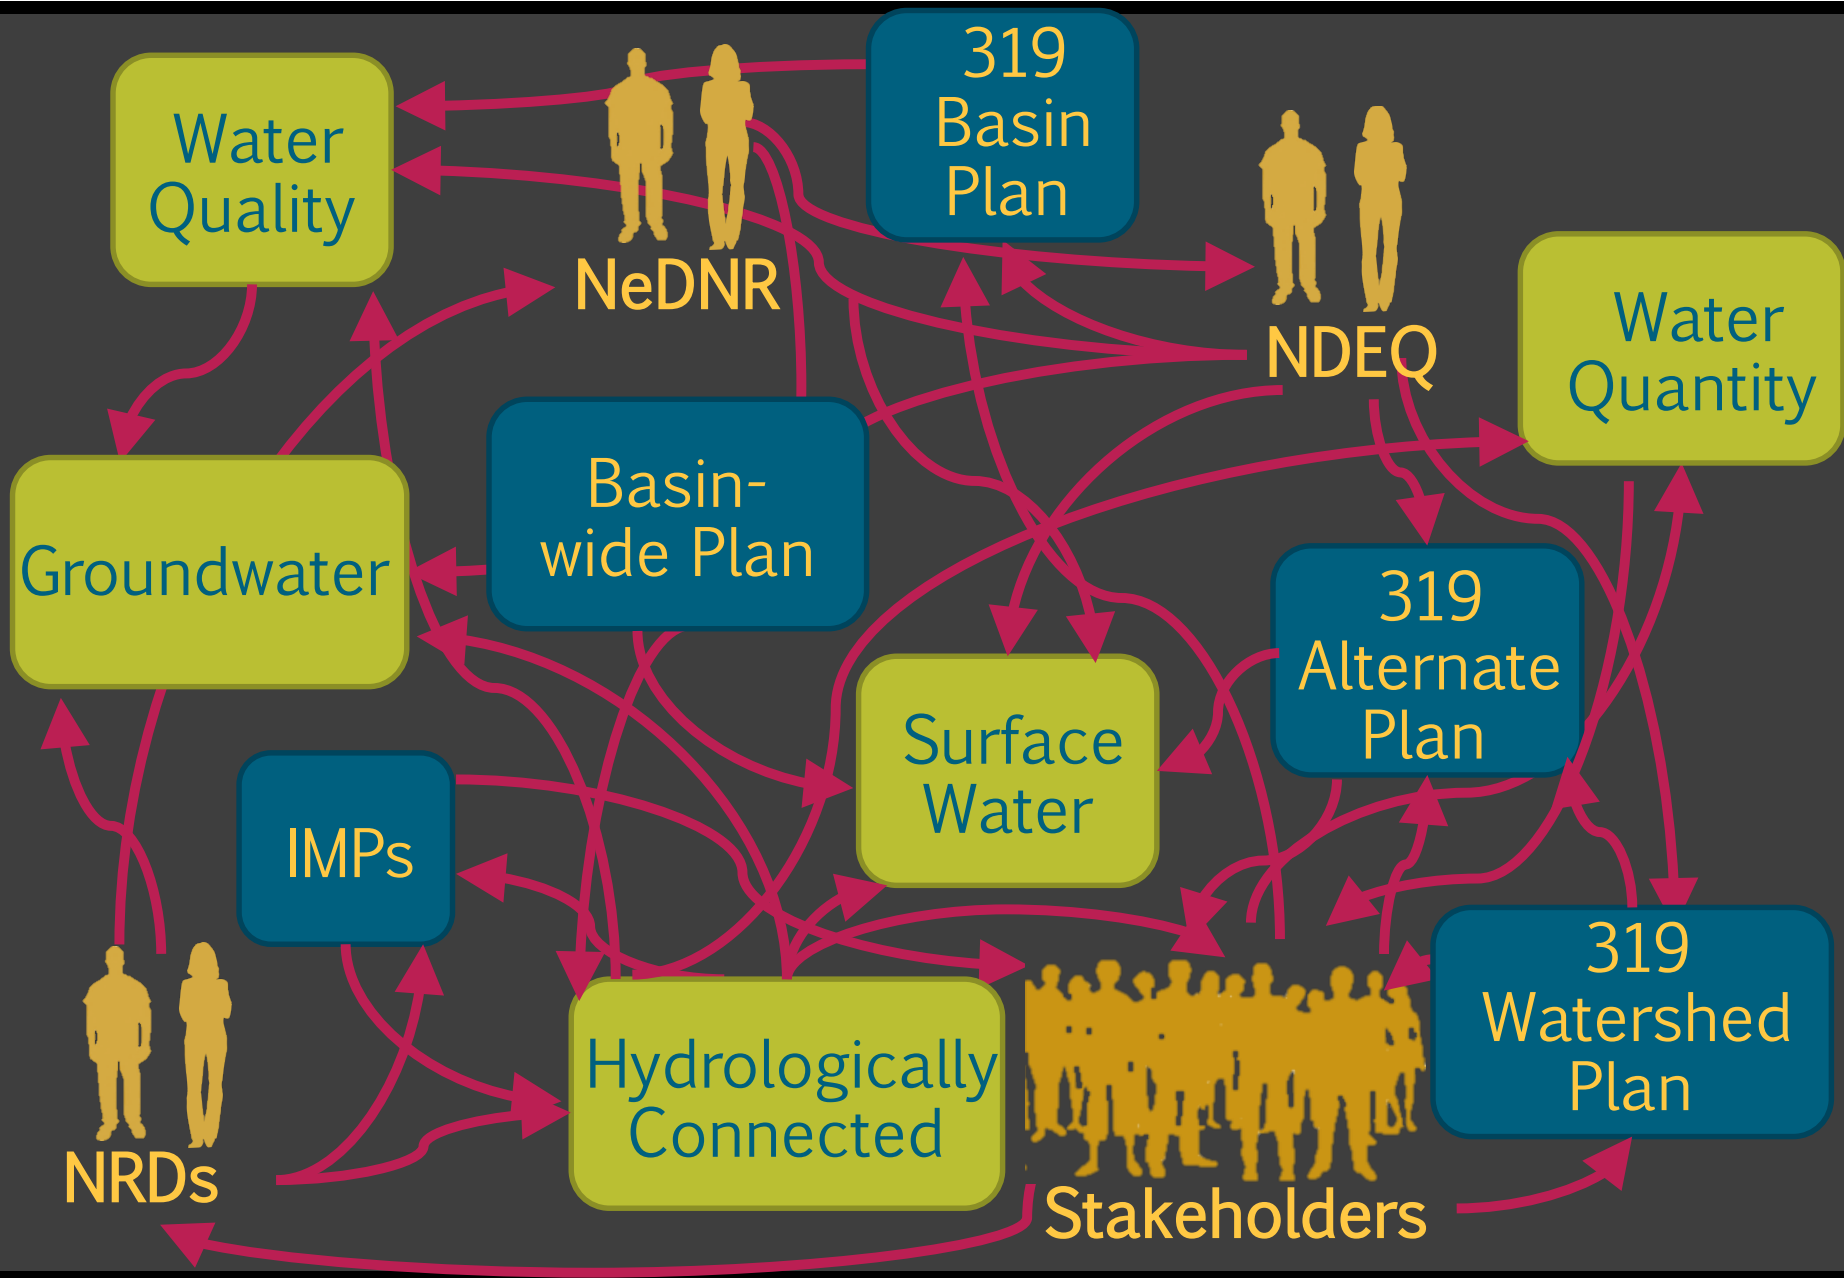 319
Basin
Plan
Water
Quality
NeDNR
NDEQ
Water
Quantity
Basin-
wide Plan
Groundwater
319
Alternate
Plan
Surface
Water
IMPs
319
Watershed
Plan
Hydrologically
Connected
NRDs
Stakeholders